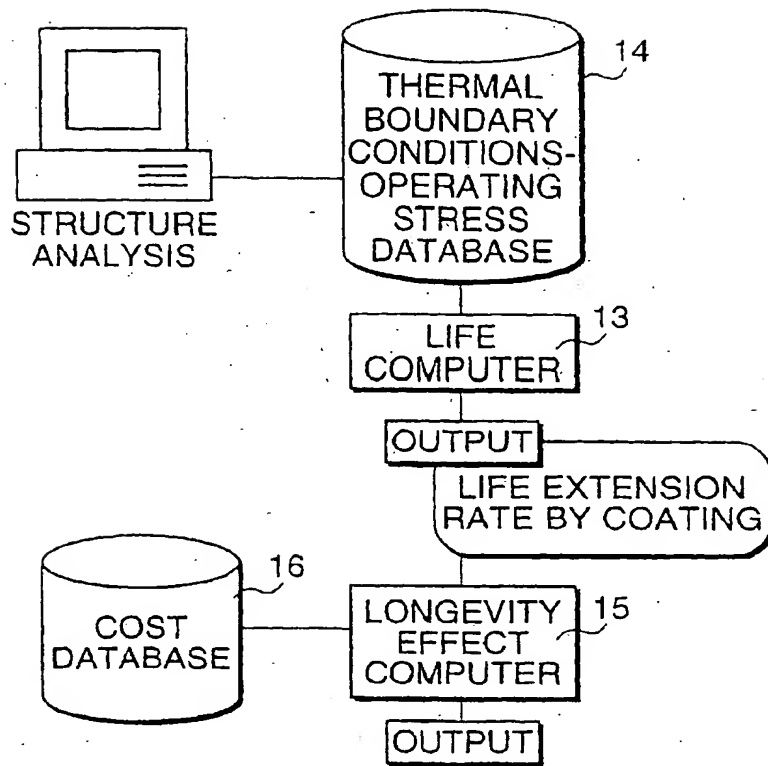 14
THERMAL
BOUNDARY
CONDITIONS-
OPERATING
STRESS
DATABASE
STRUCTURE
ANALYSIS
13
LIFE
COMPUTER
OUTPUT
LIFE EXTENSION
RATE BY COATING
16
COST
DATABASE
15
LONGEVITY
EFFECT
COMPUTER
OUTPUT